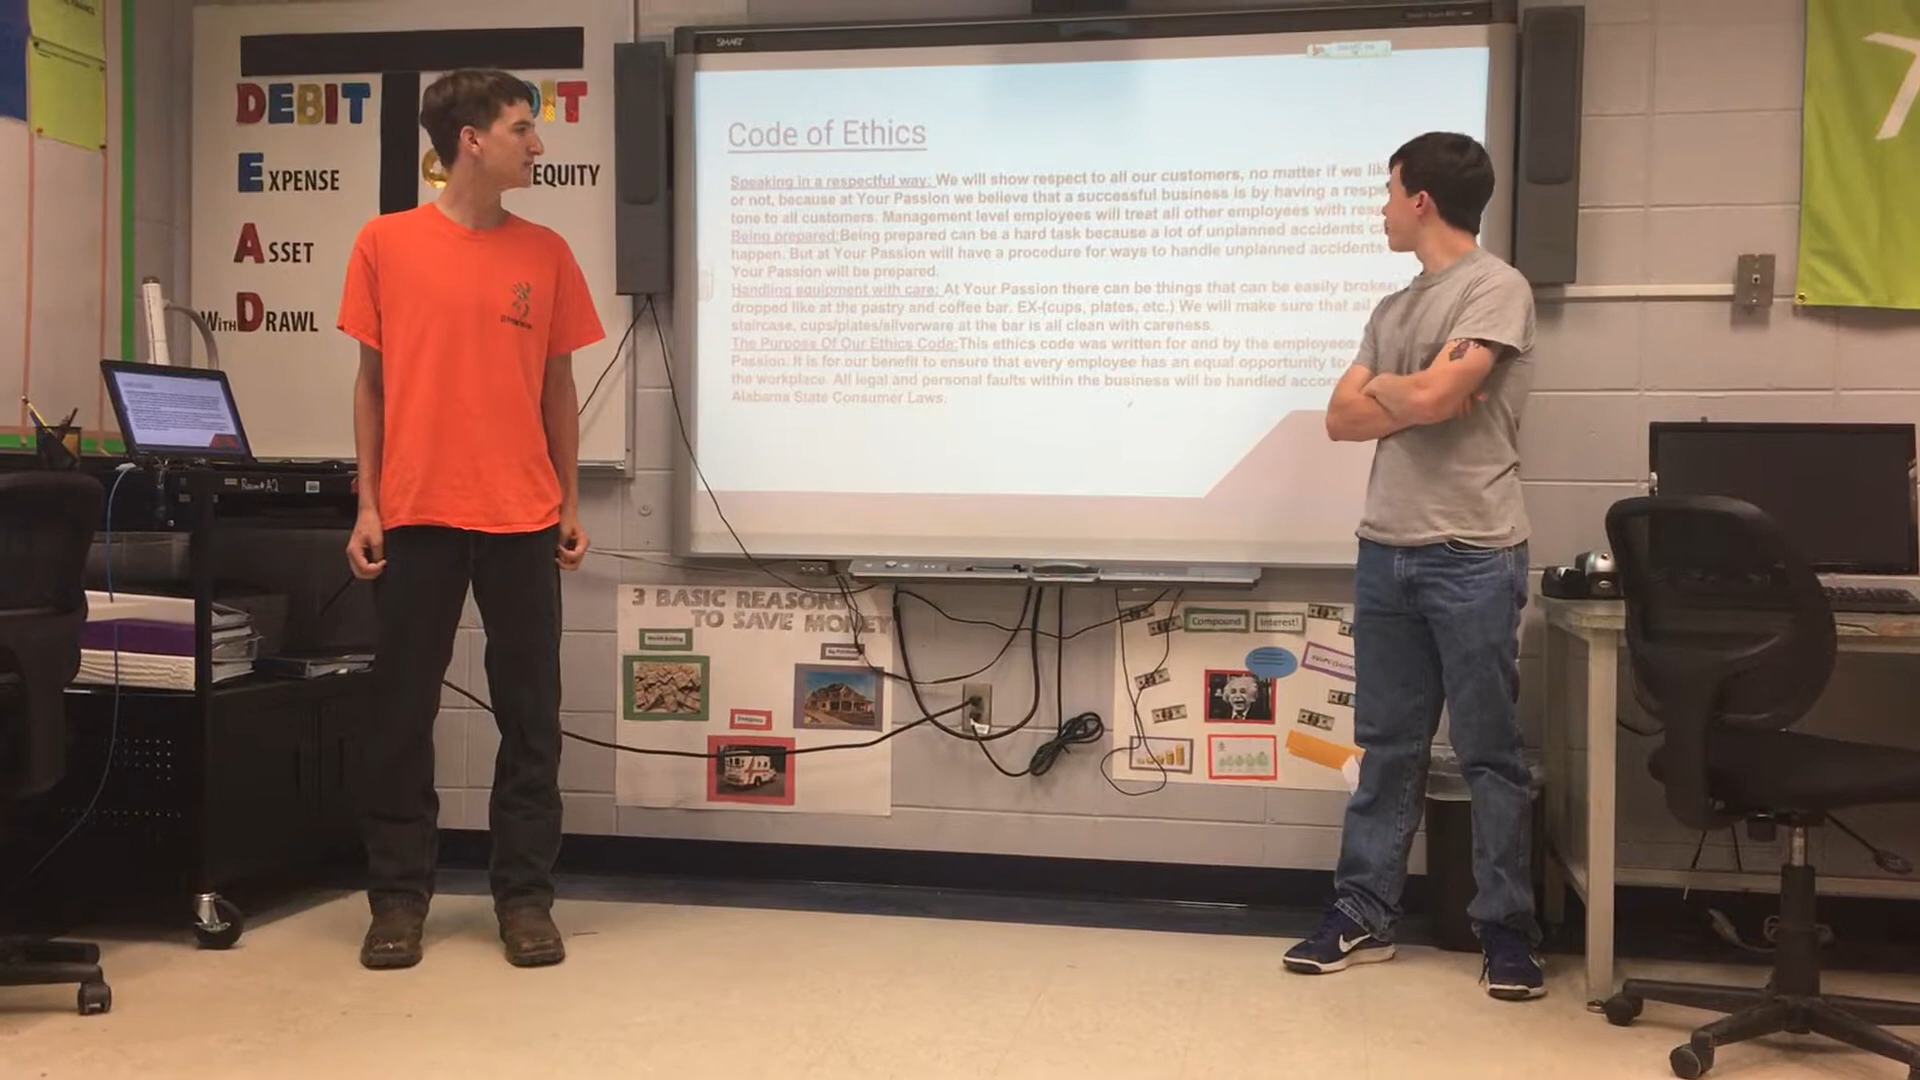 SMART
DEBIT
IT
EXPENSE
EQUITY
ASSET
WITHDRAWL
Code of Ethics
Speaking in a respectful way: We will show respect to all our customers, no matter if we
or not, because at Your Passion we believe that a successful business is by having a
tone to all customers. Management level employees will treat all other employees with
Being prepared:Being prepared can be a hard task because a lot of unplanned accidents
happen. But at Your Passion will have a procedure for ways to handle unplanned accidents
Your Passion will be prepared.
Handling equipment with care: At Your Passion there can be things that can be easily broken
dropped like at the pastry and coffee bar. EX-(cups, plates, etc.) We will make sure that all
staircase, cups/plates/silverware at the bar is all clean with careness.
The Purpose Of Our Ethics Code:This ethics code was written for and by the employees
Passion. It is for our benefit to ensure that every employee has an equal opportunity to
the workplace. All legal and personal faults within the business will be handled
Alabama State Consumer Laws.
Room# A2
3 BASIC REASONS
TO SAVE MONEY
Wealth Building
Emergency
Compound Interest!